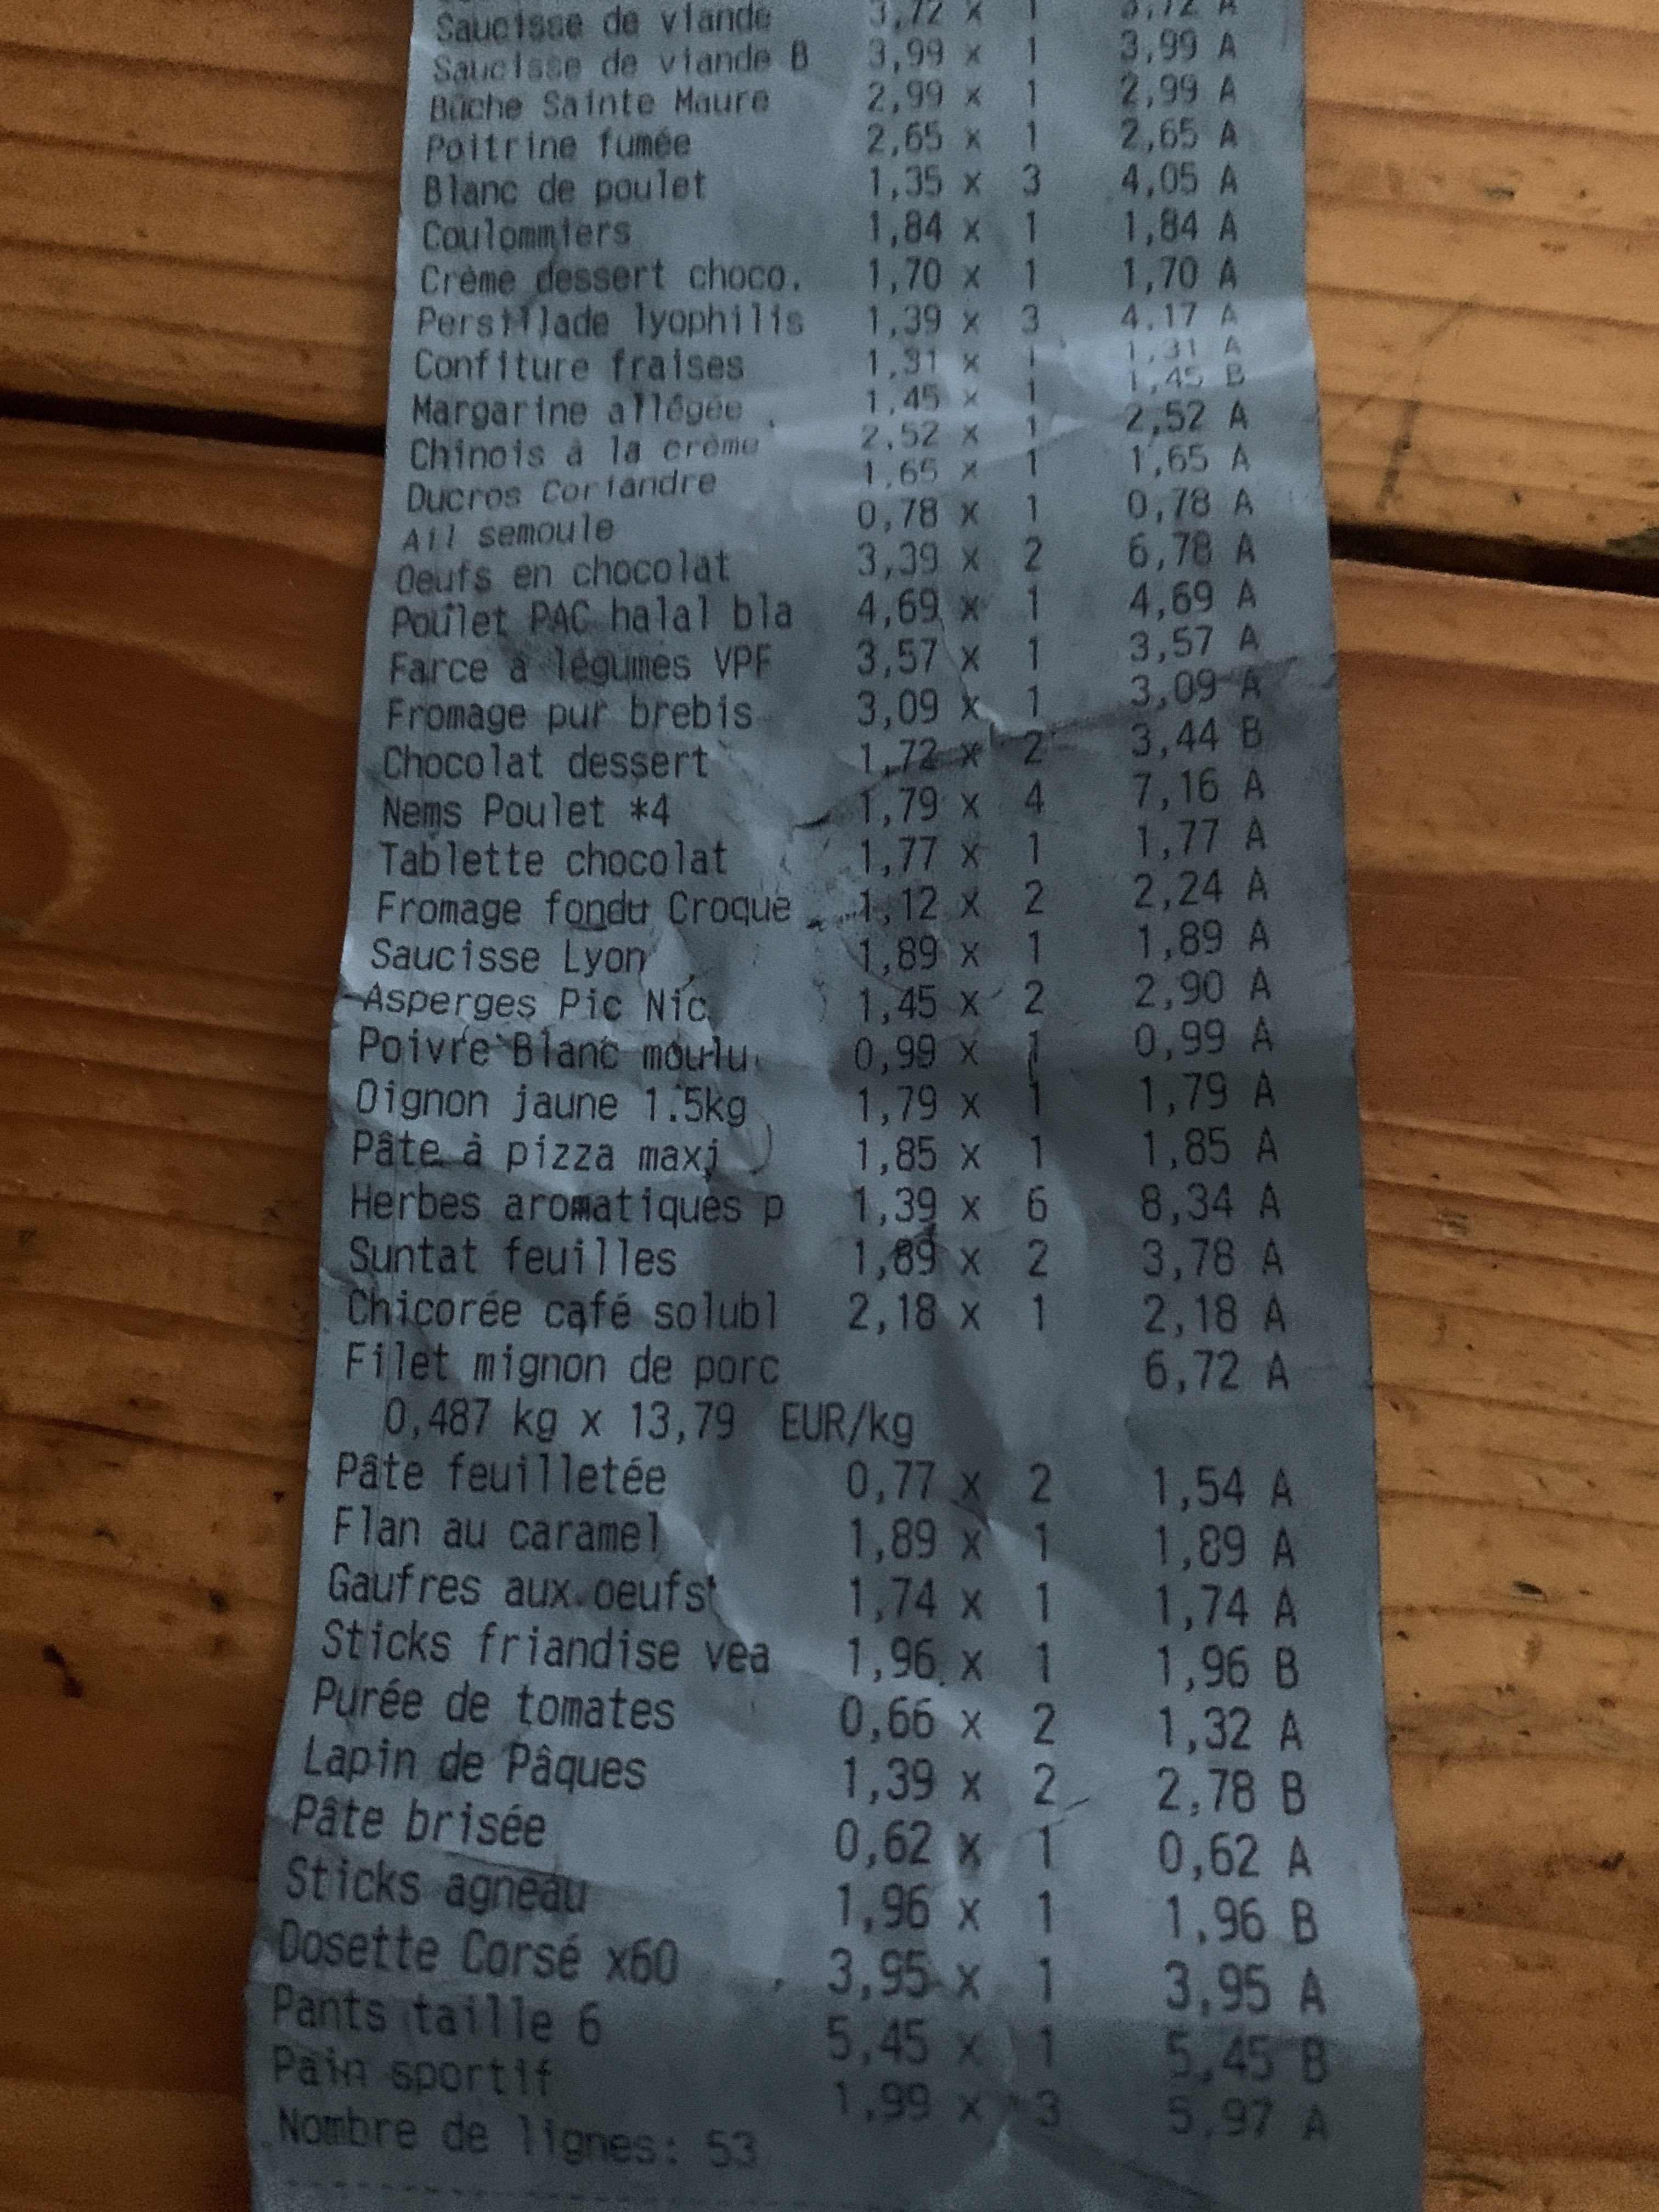 Saucisse de viande 3,72 x 1 3,72 A
Saucisse de viande B 3,99 x 1 3,99 A
Bûche Sainte Maure 2,99 x 1 2,99 A
Poitrine fumée 2,65 x 1 2,65 A
Blanc de poulet 1,35 x 3 4,05 A
Coulommiers 1,84 x 1 1,84 A
Crème dessert choco. 1,70 x 1 1,70 A
Persillade lyophilis 1,39 x 3 4,17 A
Confiture fraises 1,31 x 1 1,31 A
Margarine allégée 1,45 x 1 1,45 B
Chinois à la crème 2,52 x 1 2,52 A
Ducros Coriandre 1,65 x 1 1,65 A
Ail semoule 0,78 x 1 0,78 A
Oeufs en chocolat 3,39 x 2 6,78 A
Poulet PAC halal bla 4,69 x 1 4,69 A
Farce à légumes VPF 3,57 x 1 3,57 A
Fromage pur brebis 3,09 x 1 3,09 A
Chocolat dessert 1,72 x 2 3,44 B
Nems Poulet *4 1,79 x 4 7,16 A
Tablette chocolat 1,77 x 1 1,77 A
Fromage fondu Croque 1,12 x 2 2,24 A
Saucisse Lyon 1,89 x 1 1,89 A
Asperges Pic Nic 1,45 x 2 2,90 A
Poivre Blanc moulu 0,99 x 1 0,99 A
Oignon jaune 1.5kg 1,79 x 1 1,79 A
Pâte à pizza maxi 1,85 x 1 1,85 A
Herbes aromatiques p 1,39 x 6 8,34 A
Suntat feuilles 1,89 x 2 3,78 A
Chicorée café solubl 2,18 x 1 2,18 A
Filet mignon de porc 6,72 A
0,487 kg x 13,79 EUR/kg
Pâte feuilletée 0,77 x 2 1,54 A
Flan au caramel 1,89 x 1 1,89 A
Gaufres aux oeufs 1,74 x 1 1,74 A
Sticks friandise vea 1,96 x 1 1,96 B
Purée de tomates 0,66 x 2 1,32 A
Lapin de Pâques 1,39 x 2 2,78 B
Pâte brisée 0,62 x 1 0,62 A
Sticks agneau 1,96 x 1 1,96 B
Dosette Corsé x60 3,95 x 1 3,95 A
Pants taille 6 5,45 x 1 5,45 B
Pain sportif 1,99 x 3 5,97 A
Nombre de lignes: 53